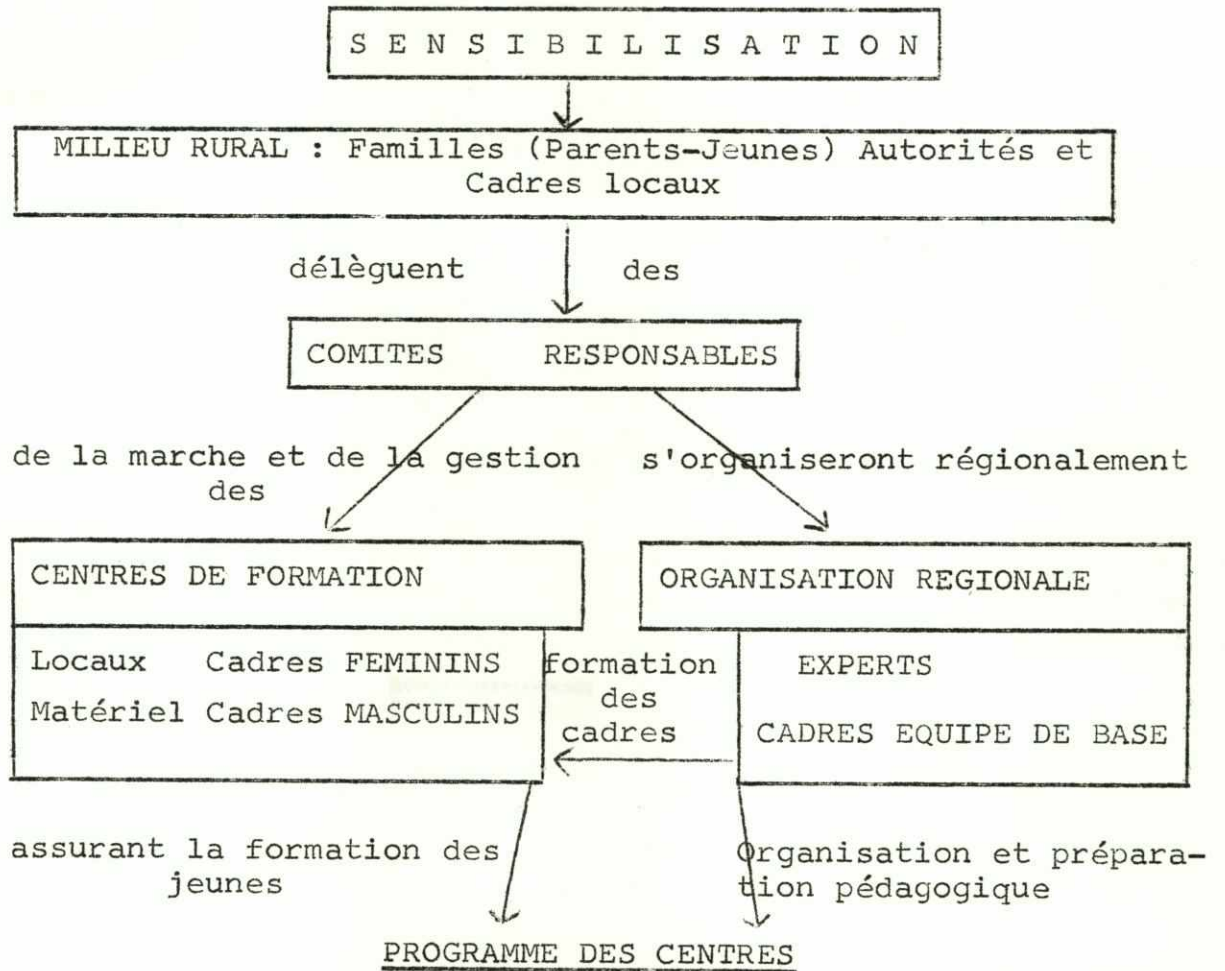 S E N S I B I L I S A T I O N
MILIEU RURAL : Familles (Parents-Jeunes) Autorités et
Cadres locaux
délèguent des
COMITES RESPONSABLES
de la marche et de la gestion
des
s'organiseront régionalement
CENTRES DE FORMATION
Locaux Cadres FEMININS
Matériel Cadres MASCULINS
formation
des
cadres
ORGANISATION REGIONALE
EXPERTS
CADRES EQUIPE DE BASE
assurant la formation des
jeunes
Organisation et prépara-
tion pédagogique
PROGRAMME DES CENTRES